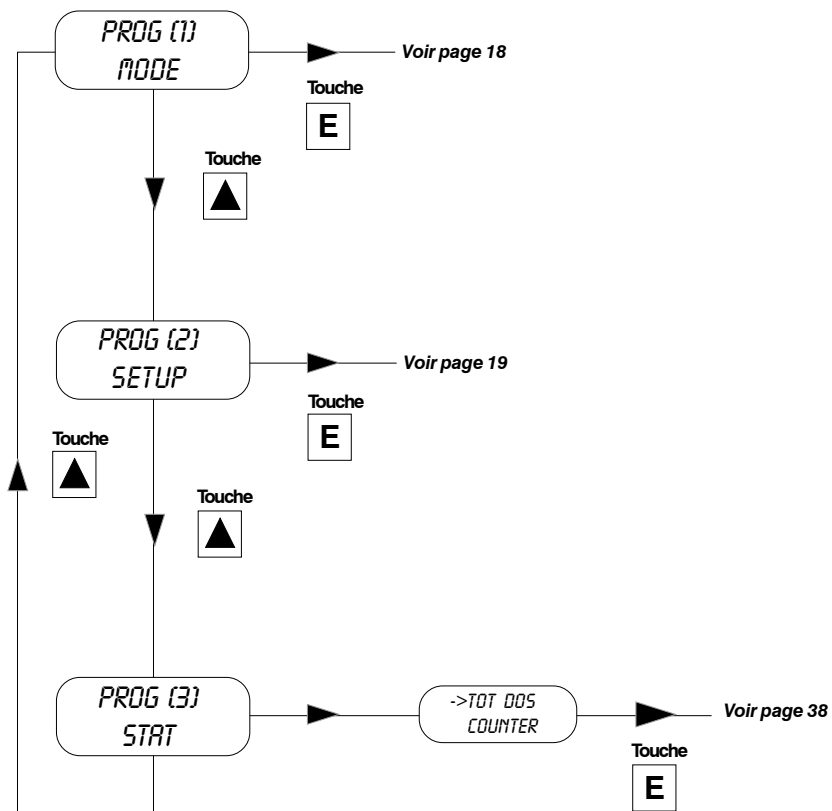 PROG (1)
MODE
Voir page 18
Touche
E
Touche
PROG (2)
SETUP
Voir page 19
Touche
E
Touche
Touche
PROG (3)
STAT
->TOT DOS
COUNTER
Voir page 38
Touche
E